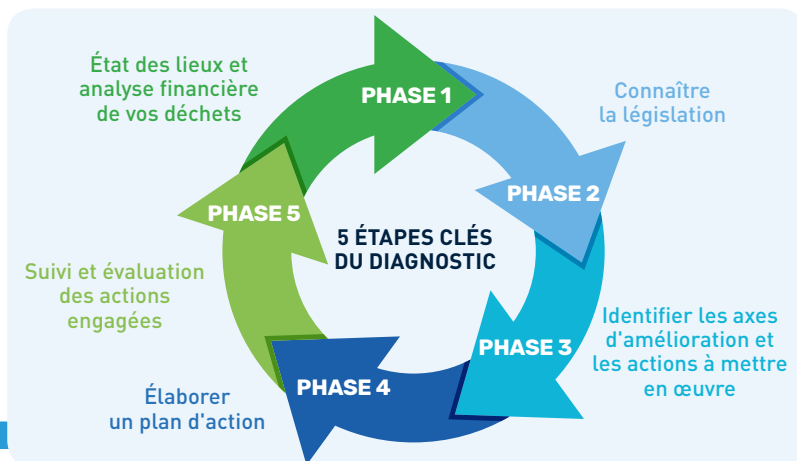 État des lieux et
analyse financière
de vos déchets
PHASE 1
Connaître
la législation
PHASE 2
5 ÉTAPES CLÉS
DU DIAGNOSTIC
Identifier les axes
d'amélioration et
les actions à mettre
en œuvre
PHASE 3
Élaborer
un plan d'action
PHASE 4
Suivi et évaluation
des actions
engagées
PHASE 5